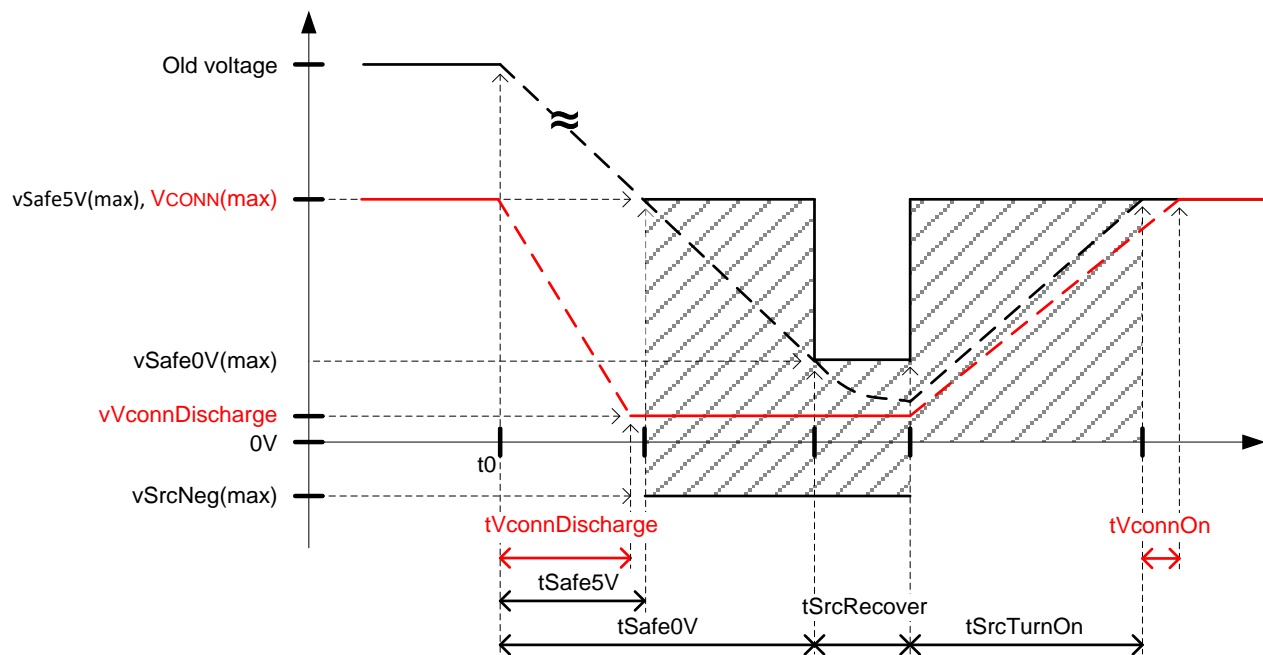 Old voltage
vSafe5V(max), VCONN(max)
vSafe0V(max)
vVconnDischarge
0V
t0
vSrcNeg(max)
tVconnDischarge
tVconnOn
tSafe5V
tSrcRecover
tSafe0V
tSrcTurnOn